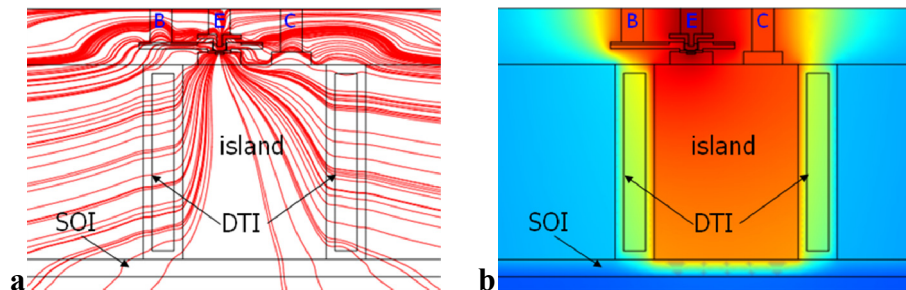 B E C
island
SOI
DTI
a
B E C
island
SOI
DTI
b